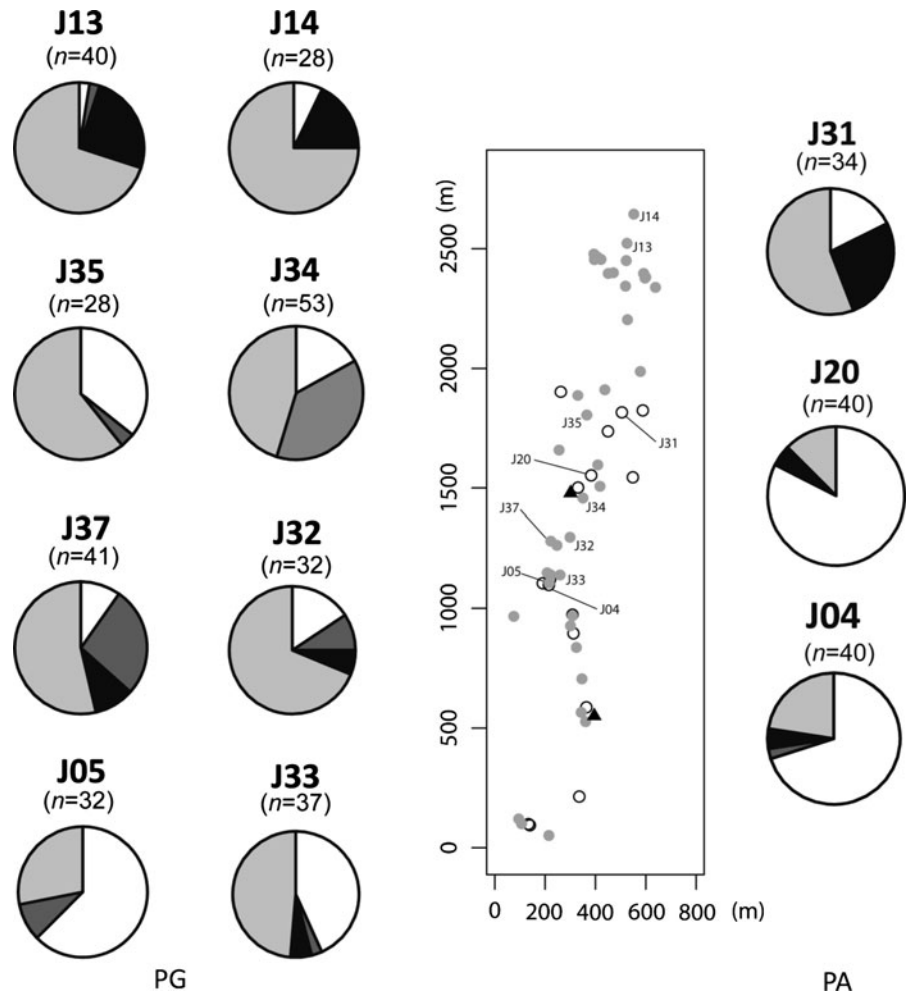 J13
(n=40)
J14
(n=28)
J35
(n=28)
J34
(n=53)
J37
(n=41)
J32
(n=32)
J05
(n=32)
J33
(n=37)
PG
(m)
2500
2000
1500
1000
500
0
J14
J13
J35
J31
J20
J34
J37
J32
J05
J33
J04
0 200 400 600 800 (m)
J31
(n=34)
J20
(n=40)
J04
(n=40)
PA